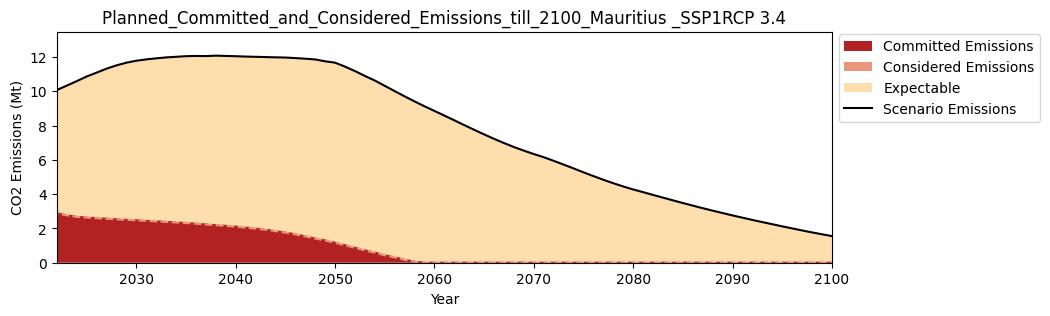 Planned_Committed_and_Considered_Emissions_till_2100_Mauritius _SSP1RCP 3.4
Committed Emissions
Considered Emissions
Expectable
Scenario Emissions
CO2 Emissions (Mt)
12
10
8
6
4
2
0
2030 2040 2050 2060 2070 2080 2090 2100
Year